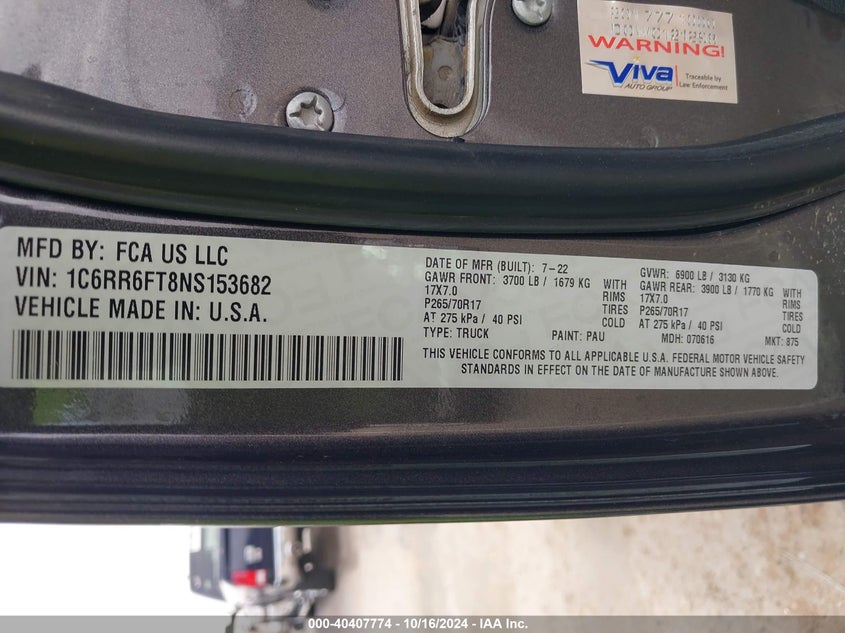 WARNING!
Viva
AUTO GROUP
Traceable by
Law Enforcement
MFD BY: FCA US LLC
VIN: 1C6RR6FT8NS153682
VEHICLE MADE IN: U.S.A.
DATE OF MFR (BUILT): 7-22
GAWR FRONT: 3700 LB / 1679 KG
17X7.0
P265/70R17
AT 275 kPa / 40 PSI
TYPE: TRUCK
WITH
RIMS
TIRES
COLD
PAINT: PAU
GVWR: 6900 LB / 3130 KG
GAWR REAR: 3900 LB / 1770 KG
17X7.0
P265/70R17
AT 275 kPa / 40 PSI
MDH: 070616
WITH
RIMS
TIRES
COLD
MKT: 875
THIS VEHICLE CONFORMS TO ALL APPLICABLE U.S.A. FEDERAL MOTOR VEHICLE SAFETY
STANDARDS IN EFFECT ON THE DATE OF MANUFACTURE SHOWN ABOVE.
000-40407774 - 10/16/2024 - IAA Inc.